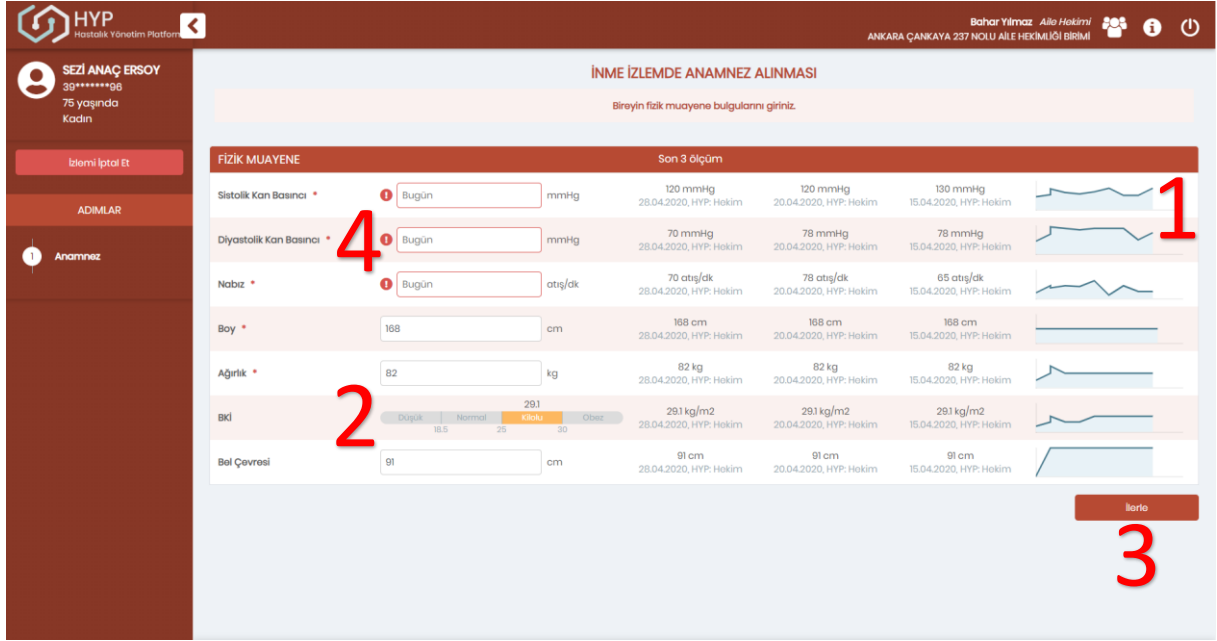 HYP
Hastalık Yönetim Platform
Bahar Yılmaz Aile Hekimi
ANKARA ÇANKAYA 237 NOLU AİLE HEKİMLİĞİ BİRİMİ
SEZİ ANAÇ ERSOY
39*******96
75 yaşında
Kadın
İzlemi İptal Et
ADIMLAR
1 Anamnez
İNME İZLEMDE ANAMNEZ ALINMASI
Bireyin fizik muayene bulgularını giriniz.
FİZİK MUAYENE Son 3 ölçüm
Sistolik Kan Basıncı * Bugün mmHg 120 mmHg 120 mmHg 130 mmHg
28.04.2020, HYP: Hekim 20.04.2020, HYP: Hekim 15.04.2020, HYP: Hekim
1
Diyastolik Kan Basıncı * Bugün mmHg 70 mmHg 78 mmHg 78 mmHg
28.04.2020, HYP: Hekim 20.04.2020, HYP: Hekim 15.04.2020, HYP: Hekim
4
Nabız * Bugün atış/dk 70 atış/dk 78 atış/dk 65 atış/dk
28.04.2020, HYP: Hekim 20.04.2020, HYP: Hekim 15.04.2020, HYP: Hekim
Boy * 168 cm 168 cm 168 cm 168 cm
28.04.2020, HYP: Hekim 20.04.2020, HYP: Hekim 15.04.2020, HYP: Hekim
Ağırlık * 82 kg 82 kg 82 kg 82 kg
28.04.2020, HYP: Hekim 20.04.2020, HYP: Hekim 15.04.2020, HYP: Hekim
2
29.1
BKİ Düşük Normal Kilolu Obez 29.1 kg/m2 29.1 kg/m2 29.1 kg/m2
18.5 25 30 28.04.2020, HYP: Hekim 20.04.2020, HYP: Hekim 15.04.2020, HYP: Hekim
Bel Çevresi 91 cm 91 cm 91 cm 91 cm
28.04.2020, HYP: Hekim 20.04.2020, HYP: Hekim 15.04.2020, HYP: Hekim
İlerle
3